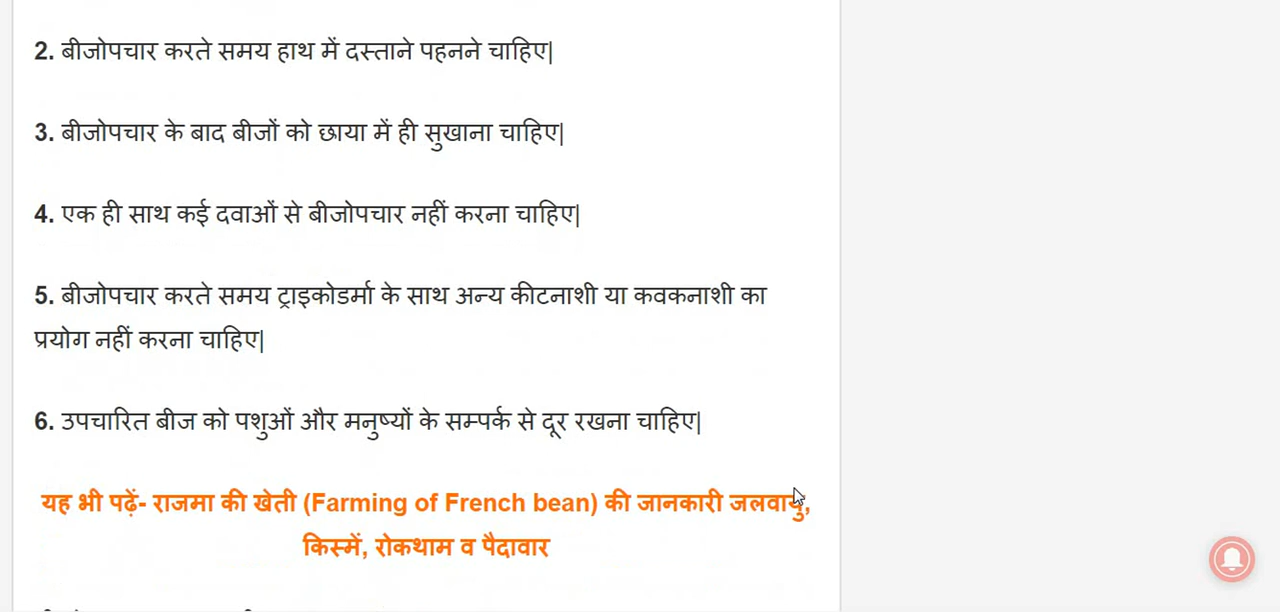 2. बीजोपचार करते समय हाथ में दस्ताने पहनने चाहिए|
3. बीजोपचार के बाद बीजों को छाया में ही सुखाना चाहिए|
4. एक ही साथ कई दवाओं से बीजोपचार नहीं करना चाहिए|
5. बीजोपचार करते समय ट्राइकोडर्मा के साथ अन्य कीटनाशी या कवकनाशी का
प्रयोग नहीं करना चाहिए|
6. उपचारित बीज को पशुओं और मनुष्यों के सम्पर्क से दूर रखना चाहिए|
यह भी पढ़ें- राजमा की खेती (Farming of French bean) की जानकारी जलवायु,
किस्में, रोकथाम व पैदावार